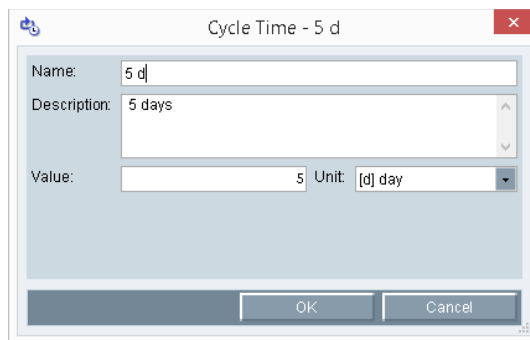 Cycle Time - 5 d
Name: 5 d
Description: 5 days
Value: 5 Unit: [d] day
OK Cancel